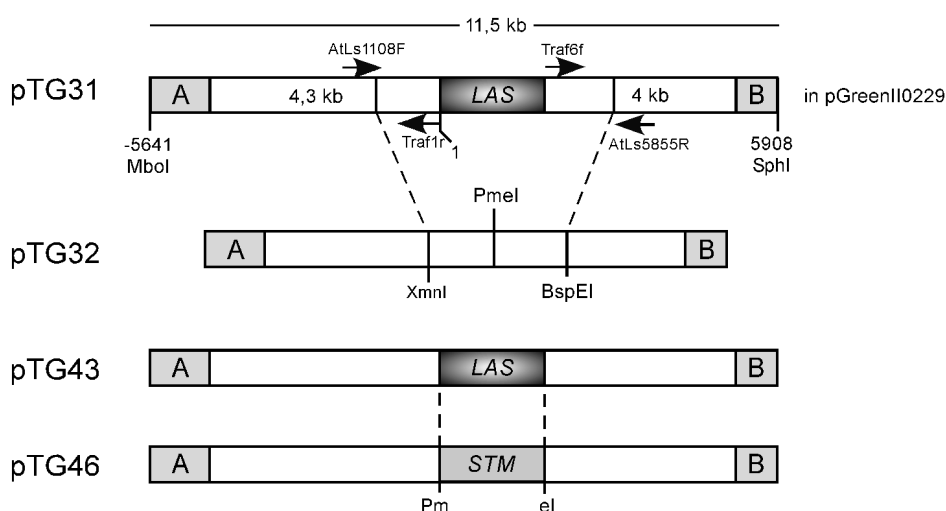 11,5 kb
AtLs1108F Traf6f
pTG31 A 4,3 kb LAS 4 kb B in pGreenII0229
Traf1r 1 AtLs5855R
-5641 5908
MboI SphI
PmeI
pTG32 A B
XmnI BspEI
pTG43 A LAS B
pTG46 A STM B
Pm eI